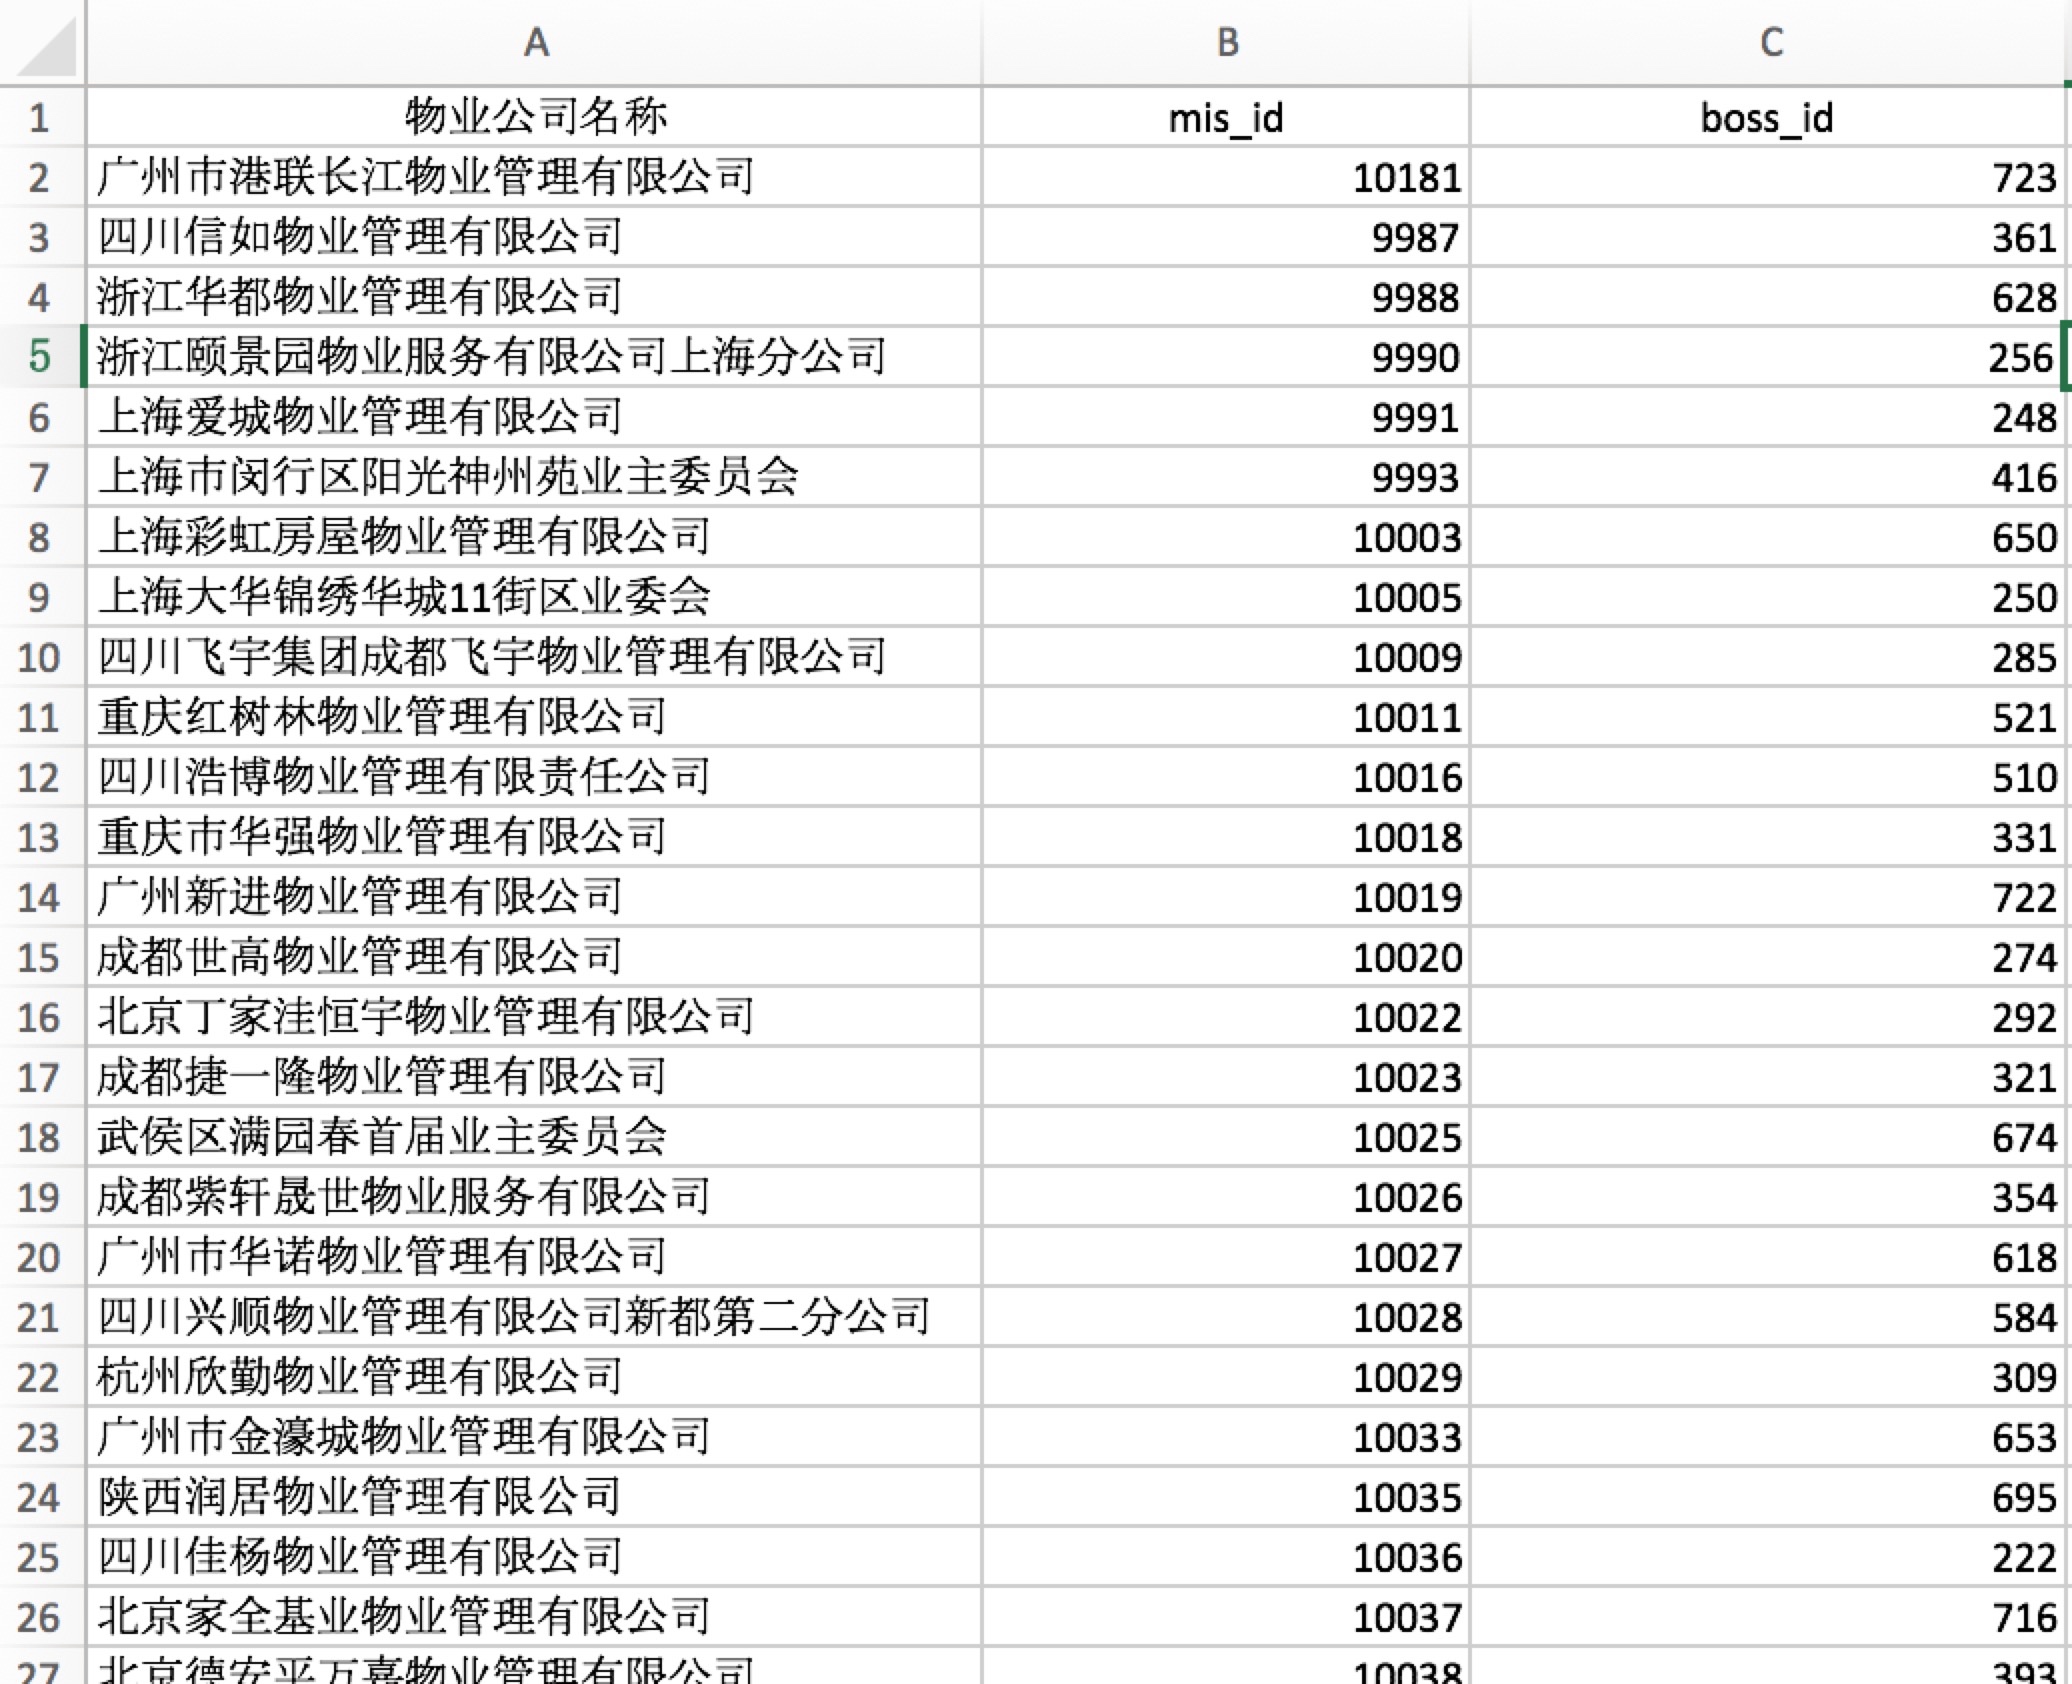 A B C
1 物业公司名称 mis_id boss_id
2 广州市港联长江物业管理有限公司 10181 723
3 四川信如物业管理有限公司 9987 361
4 浙江华都物业管理有限公司 9988 628
5 浙江颐景园物业服务有限公司上海分公司 9990 256
6 上海爱城物业管理有限公司 9991 248
7 上海市闵行区阳光神州苑业主委员会 9993 416
8 上海彩虹房屋物业管理有限公司 10003 650
9 上海大华锦绣华城11街区业委会 10005 250
10 四川飞宇集团成都飞宇物业管理有限公司 10009 285
11 重庆红树林物业管理有限公司 10011 521
12 四川浩博物业管理有限责任公司 10016 510
13 重庆市华强物业管理有限公司 10018 331
14 广州新进物业管理有限公司 10019 722
15 成都世高物业管理有限公司 10020 274
16 北京丁家洼恒宇物业管理有限公司 10022 292
17 成都捷一隆物业管理有限公司 10023 321
18 武侯区满园春首届业主委员会 10025 674
19 成都紫轩晟世物业服务有限公司 10026 354
20 广州市华诺物业管理有限公司 10027 618
21 四川兴顺物业管理有限公司新都第二分公司 10028 584
22 杭州欣勤物业管理有限公司 10029 309
23 广州市金濠城物业管理有限公司 10033 653
24 陕西润居物业管理有限公司 10035 695
25 四川佳杨物业管理有限公司 10036 222
26 北京家全基业物业管理有限公司 10037 716
27 北京德安平万嘉物业管理有限公司 10038 393